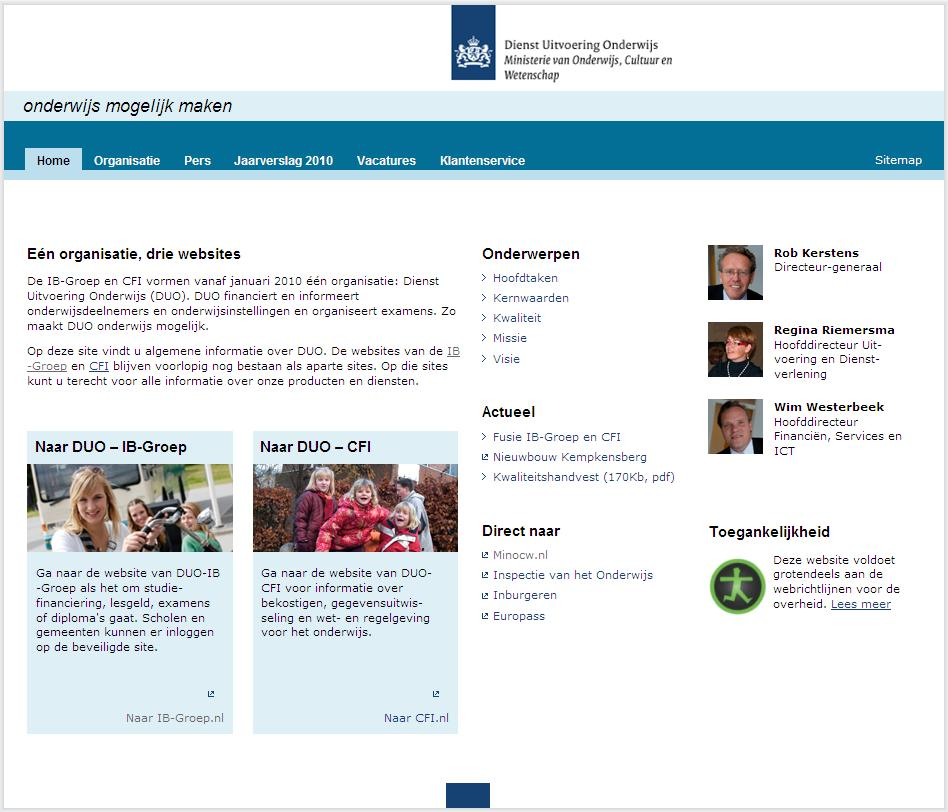 Dienst Uitvoering Onderwijs
Ministerie van Onderwijs, Cultuur en
Wetenschap
onderwijs mogelijk maken
Home Organisatie Pers Jaarverslag 2010 Vacatures Klantenservice Sitemap
Eén organisatie, drie websites
De IB-Groep en CFI vormen vanaf januari 2010 één organisatie: Dienst
Uitvoering Onderwijs (DUO). DUO financiert en informeert
onderwijsdeelnemers en onderwijsinstellingen en organiseert examens. Zo
maakt DUO onderwijs mogelijk.
Op deze site vindt u algemene informatie over DUO. De websites van de IB
-Groep en CFI blijven voorlopig nog bestaan als aparte sites. Op die sites
kunt u terecht voor alle informatie over onze producten en diensten.
Naar DUO – IB-Groep
Ga naar de website van DUO-IB
-Groep als het om studie-
financiering, lesgeld, examens
of diploma's gaat. Scholen en
gemeenten kunnen er inloggen
op de beveiligde site.
Naar IB-Groep.nl
Naar DUO – CFI
Ga naar de website van DUO-
CFI voor informatie over
bekostigen, gegevensuitwis-
seling en wet- en regelgeving
voor het onderwijs.
Naar CFI.nl
Onderwerpen
Hoofdtaken
Kernwaarden
Kwaliteit
Missie
Visie
Actueel
Fusie IB-Groep en CFI
Nieuwbouw Kempkensberg
Kwaliteitshandvest (170Kb, pdf)
Direct naar
Minocw.nl
Inspectie van het Onderwijs
Inburgeren
Europass
Rob Kerstens
Directeur-generaal
Regina Riemersma
Hoofddirecteur Uit-
voering en Dienst-
verlening
Wim Westerbeek
Hoofddirecteur
Financiën, Services en
ICT
Toegankelijkheid
Deze website voldoet
grotendeels aan de
webrichtlijnen voor de
overheid. Lees meer